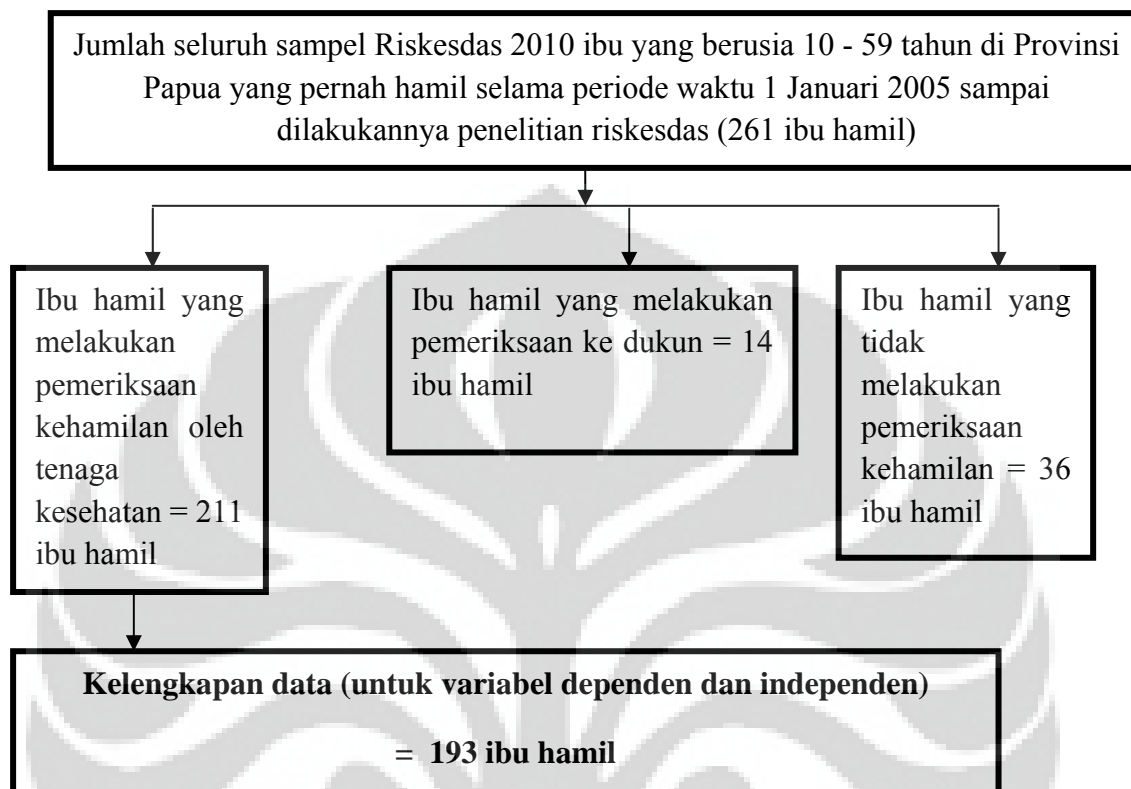 Jumlah seluruh sampel Riskesdas 2010 ibu yang berusia 10 - 59 tahun di Provinsi
Papua yang pernah hamil selama periode waktu 1 Januari 2005 sampai
dilakukannya penelitian riskesdas (261 ibu hamil)
Ibu hamil yang
melakukan
pemeriksaan
kehamilan oleh
tenaga
kesehatan = 211
ibu hamil
Ibu hamil yang melakukan
pemeriksaan ke dukun = 14
ibu hamil
Ibu hamil yang
tidak
melakukan
pemeriksaan
kehamilan = 36
ibu hamil
Kelengkapan data (untuk variabel dependen dan independen)
= 193 ibu hamil